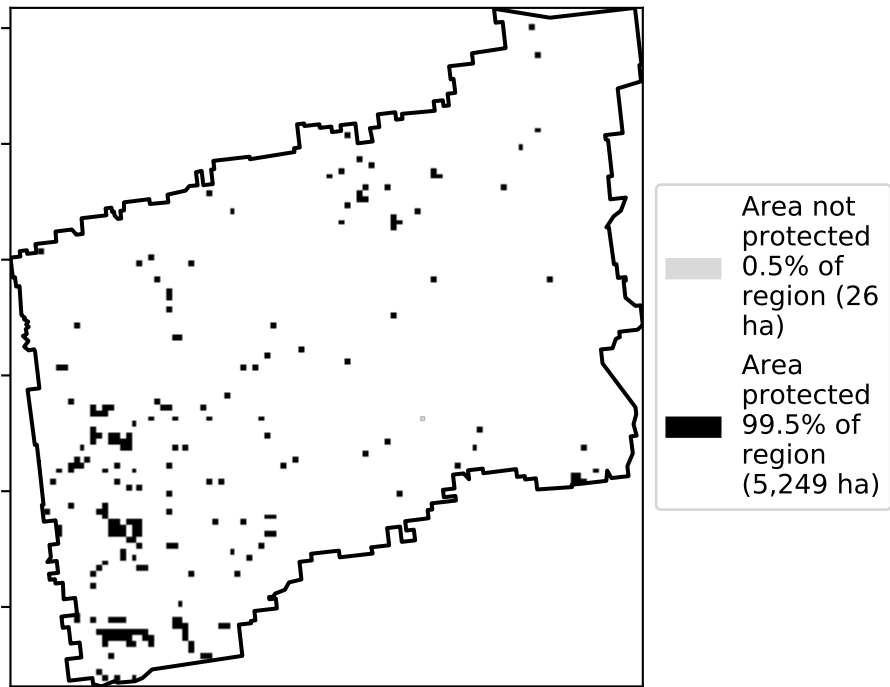 Area not
protected
0.5% of
region (26
ha)
Area
protected
99.5% of
region
(5,249 ha)